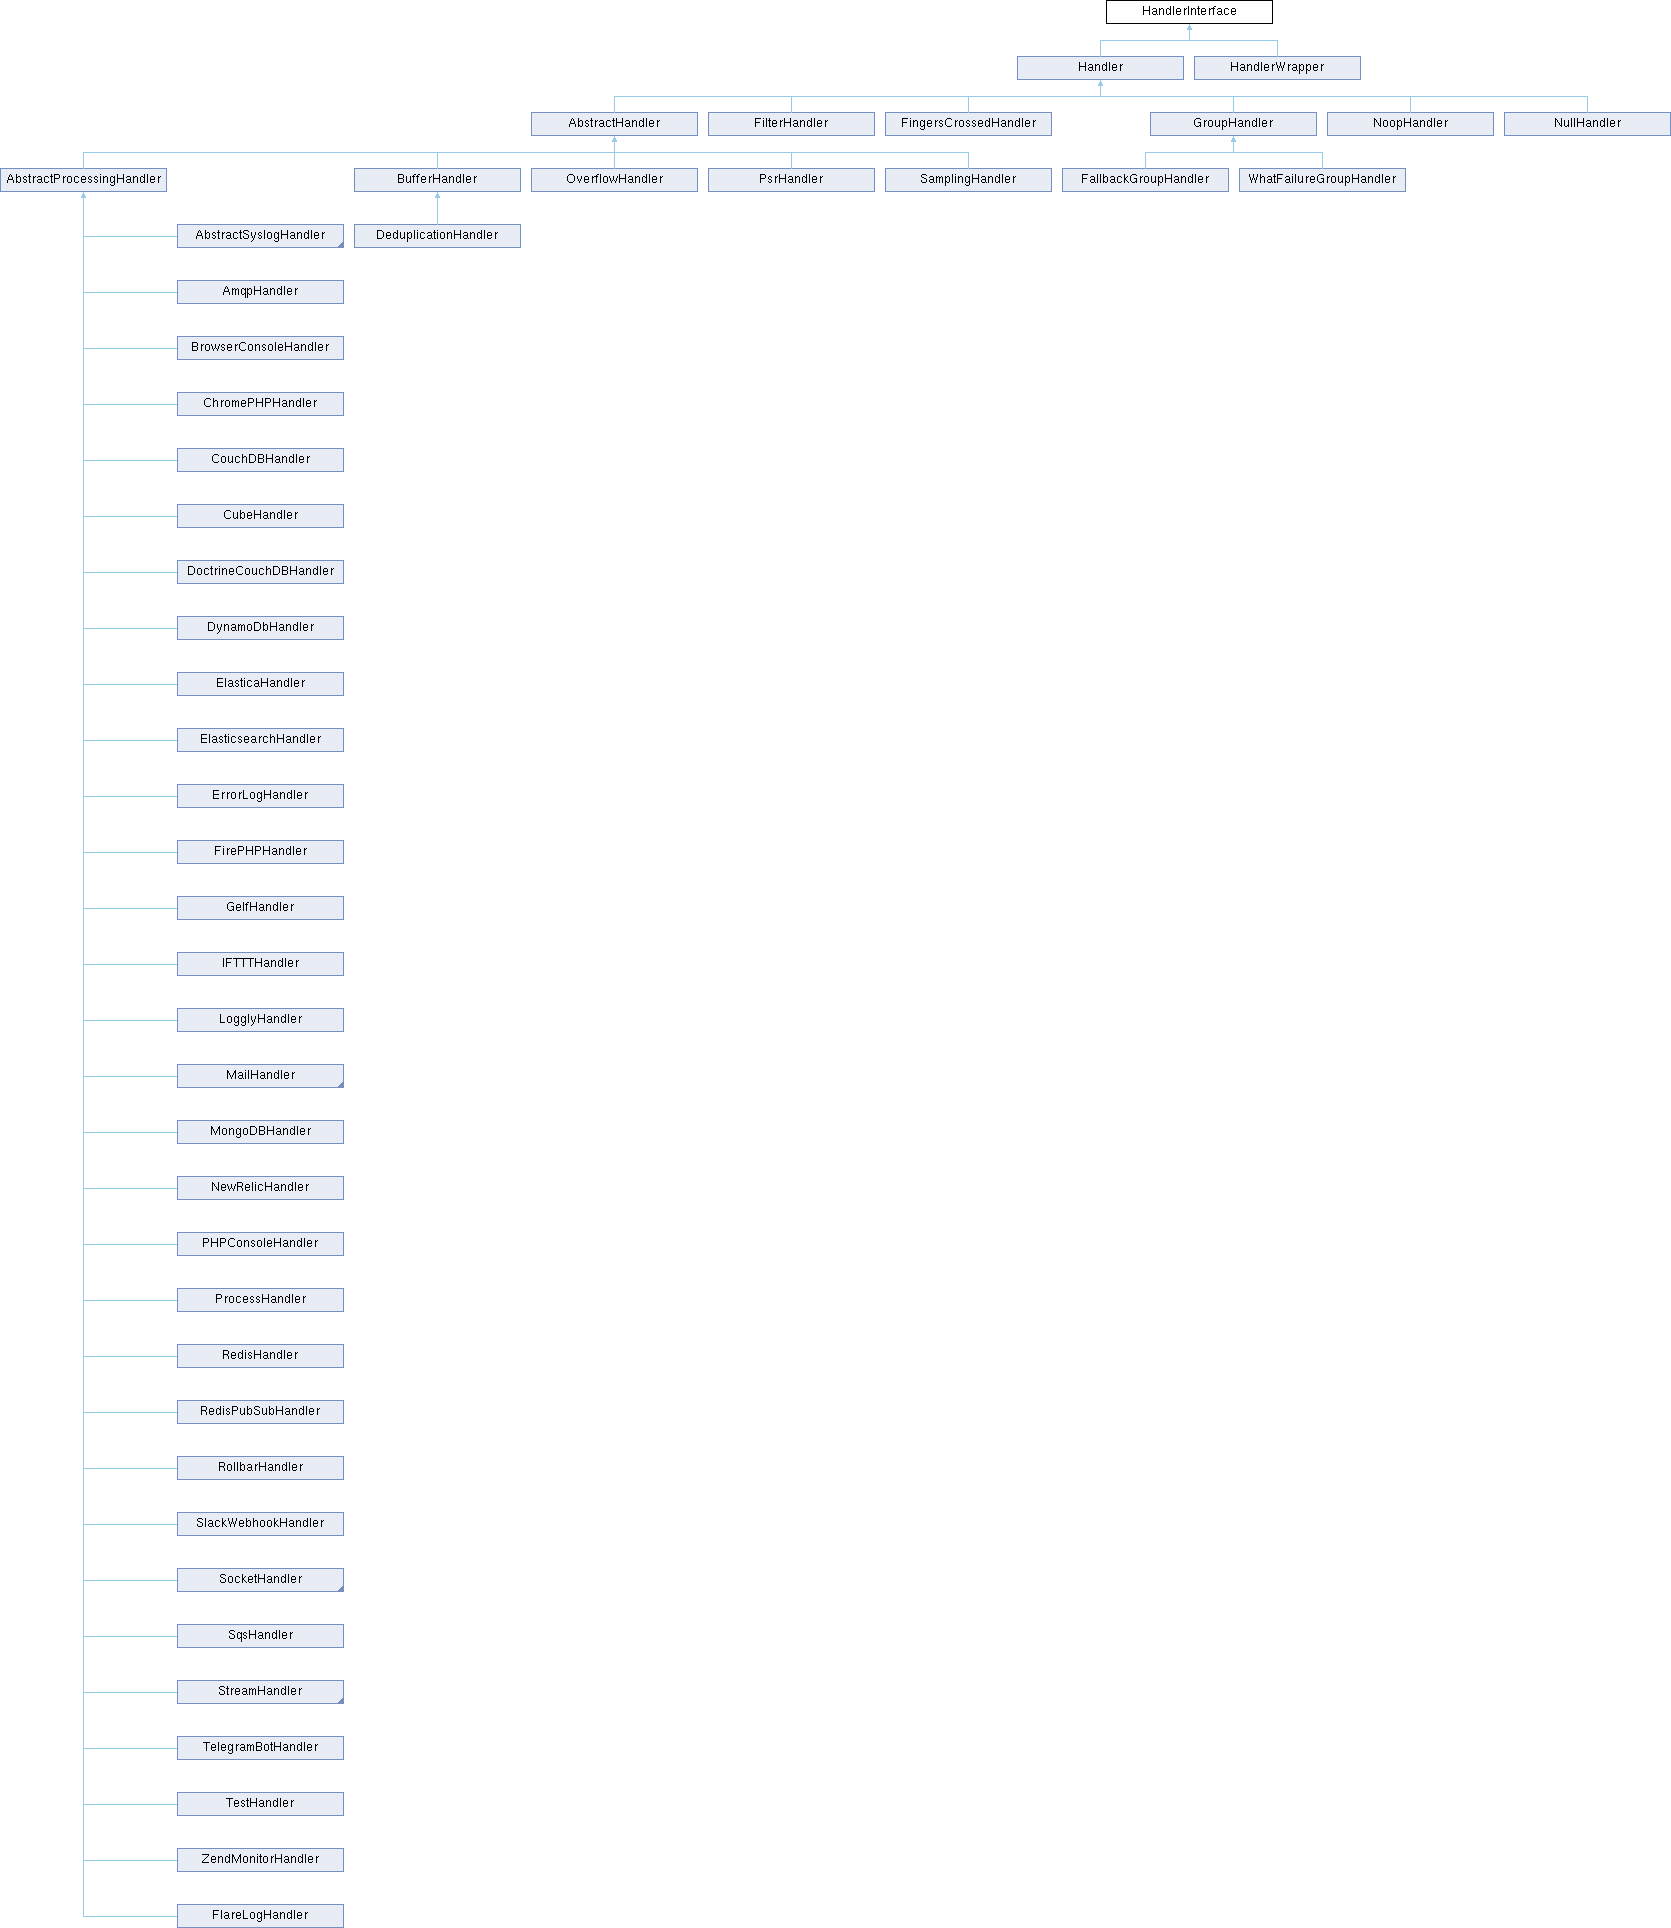 HandlerInterface
Handler
HandlerWrapper
AbstractHandler
FilterHandler
FingersCrossedHandler
GroupHandler
NoopHandler
NullHandler
AbstractProcessingHandler
BufferHandler
OverflowHandler
PsrHandler
SamplingHandler
FallbackGroupHandler
WhatFailureGroupHandler
AbstractSyslogHandler
DeduplicationHandler
AmqpHandler
BrowserConsoleHandler
ChromePHPHandler
CouchDBHandler
CubeHandler
DoctrineCouchDBHandler
DynamoDbHandler
ElasticaHandler
ElasticsearchHandler
ErrorLogHandler
FirePHPHandler
GelfHandler
IFTTTHandler
LogglyHandler
MailHandler
MongoDBHandler
NewRelicHandler
PHPConsoleHandler
ProcessHandler
RedisHandler
RedisPubSubHandler
RollbarHandler
SlackWebhookHandler
SocketHandler
SqsHandler
StreamHandler
TelegramBotHandler
TestHandler
ZendMonitorHandler
FlareLogHandler